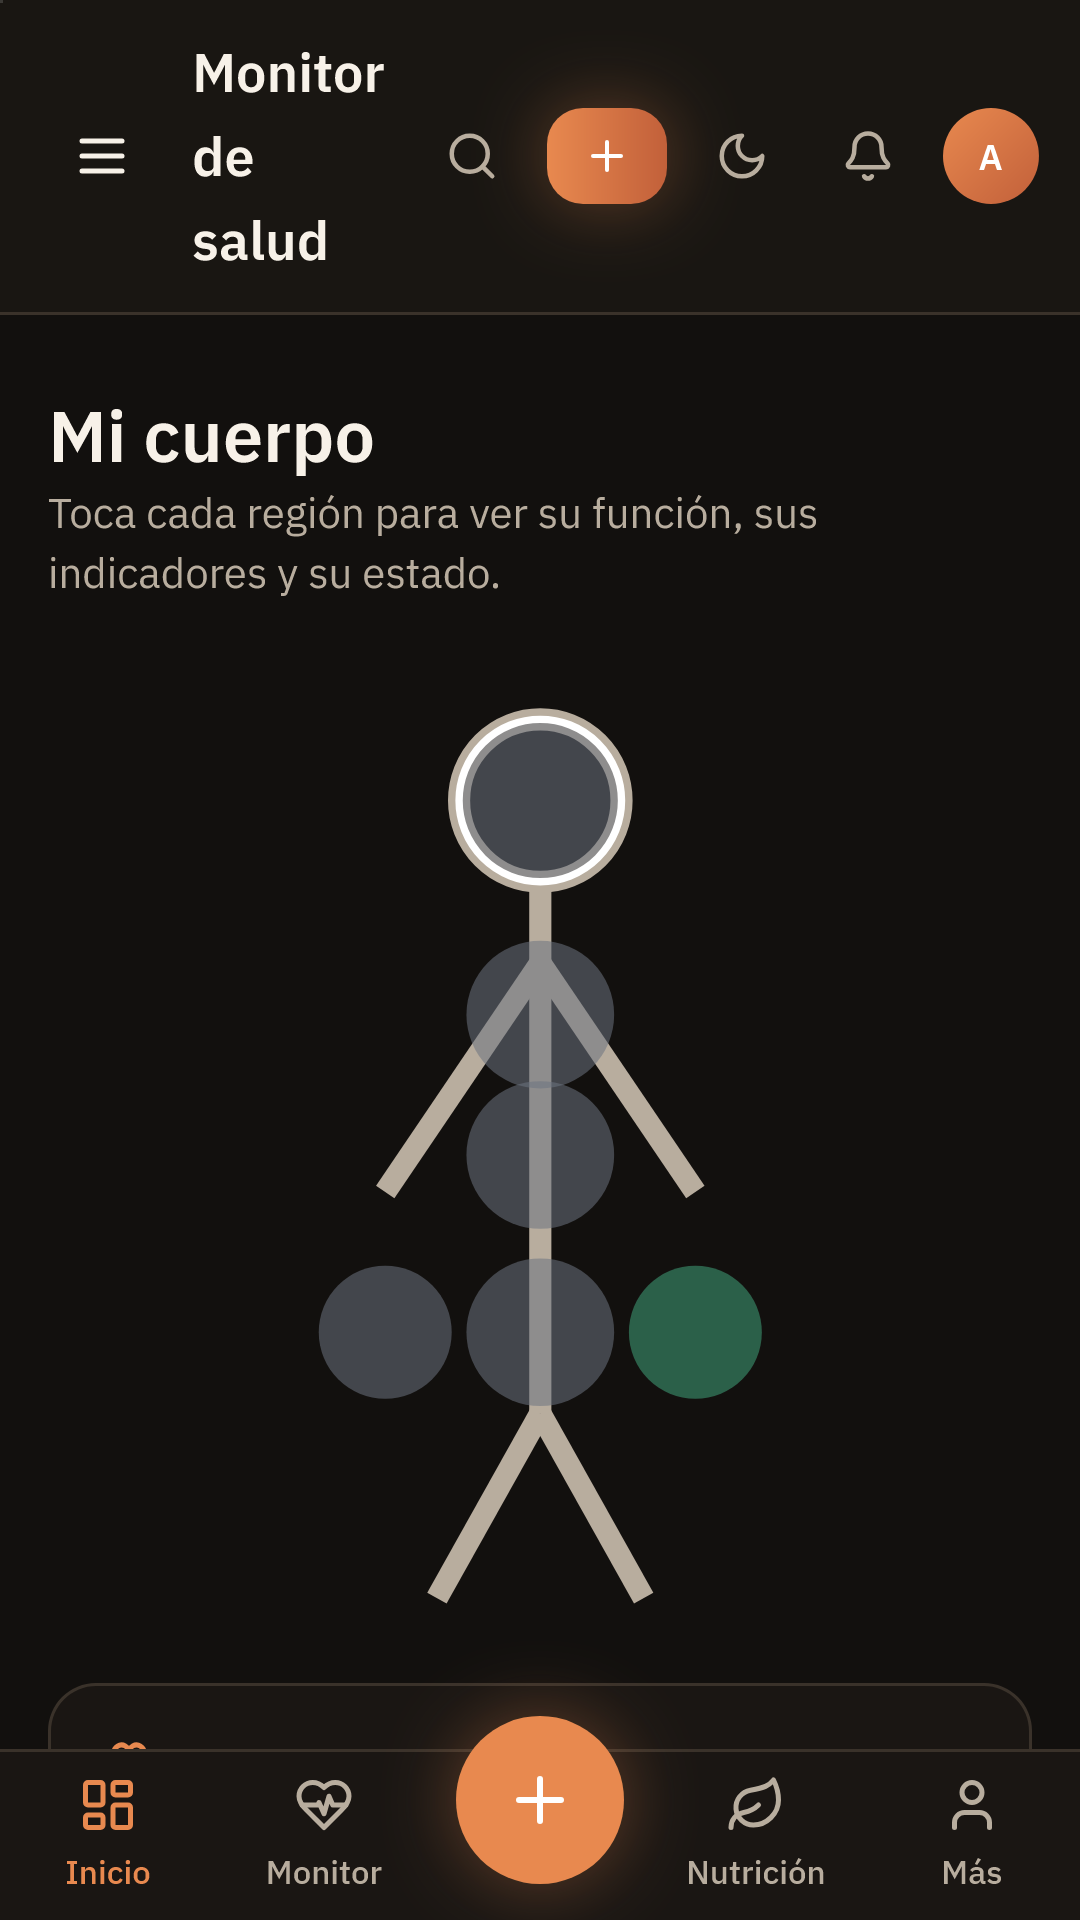 Monitor
de
salud
A
Mi cuerpo
Toca cada región para ver su función, sus
indicadores y su estado.
Inicio
Monitor
Nutrición
Más